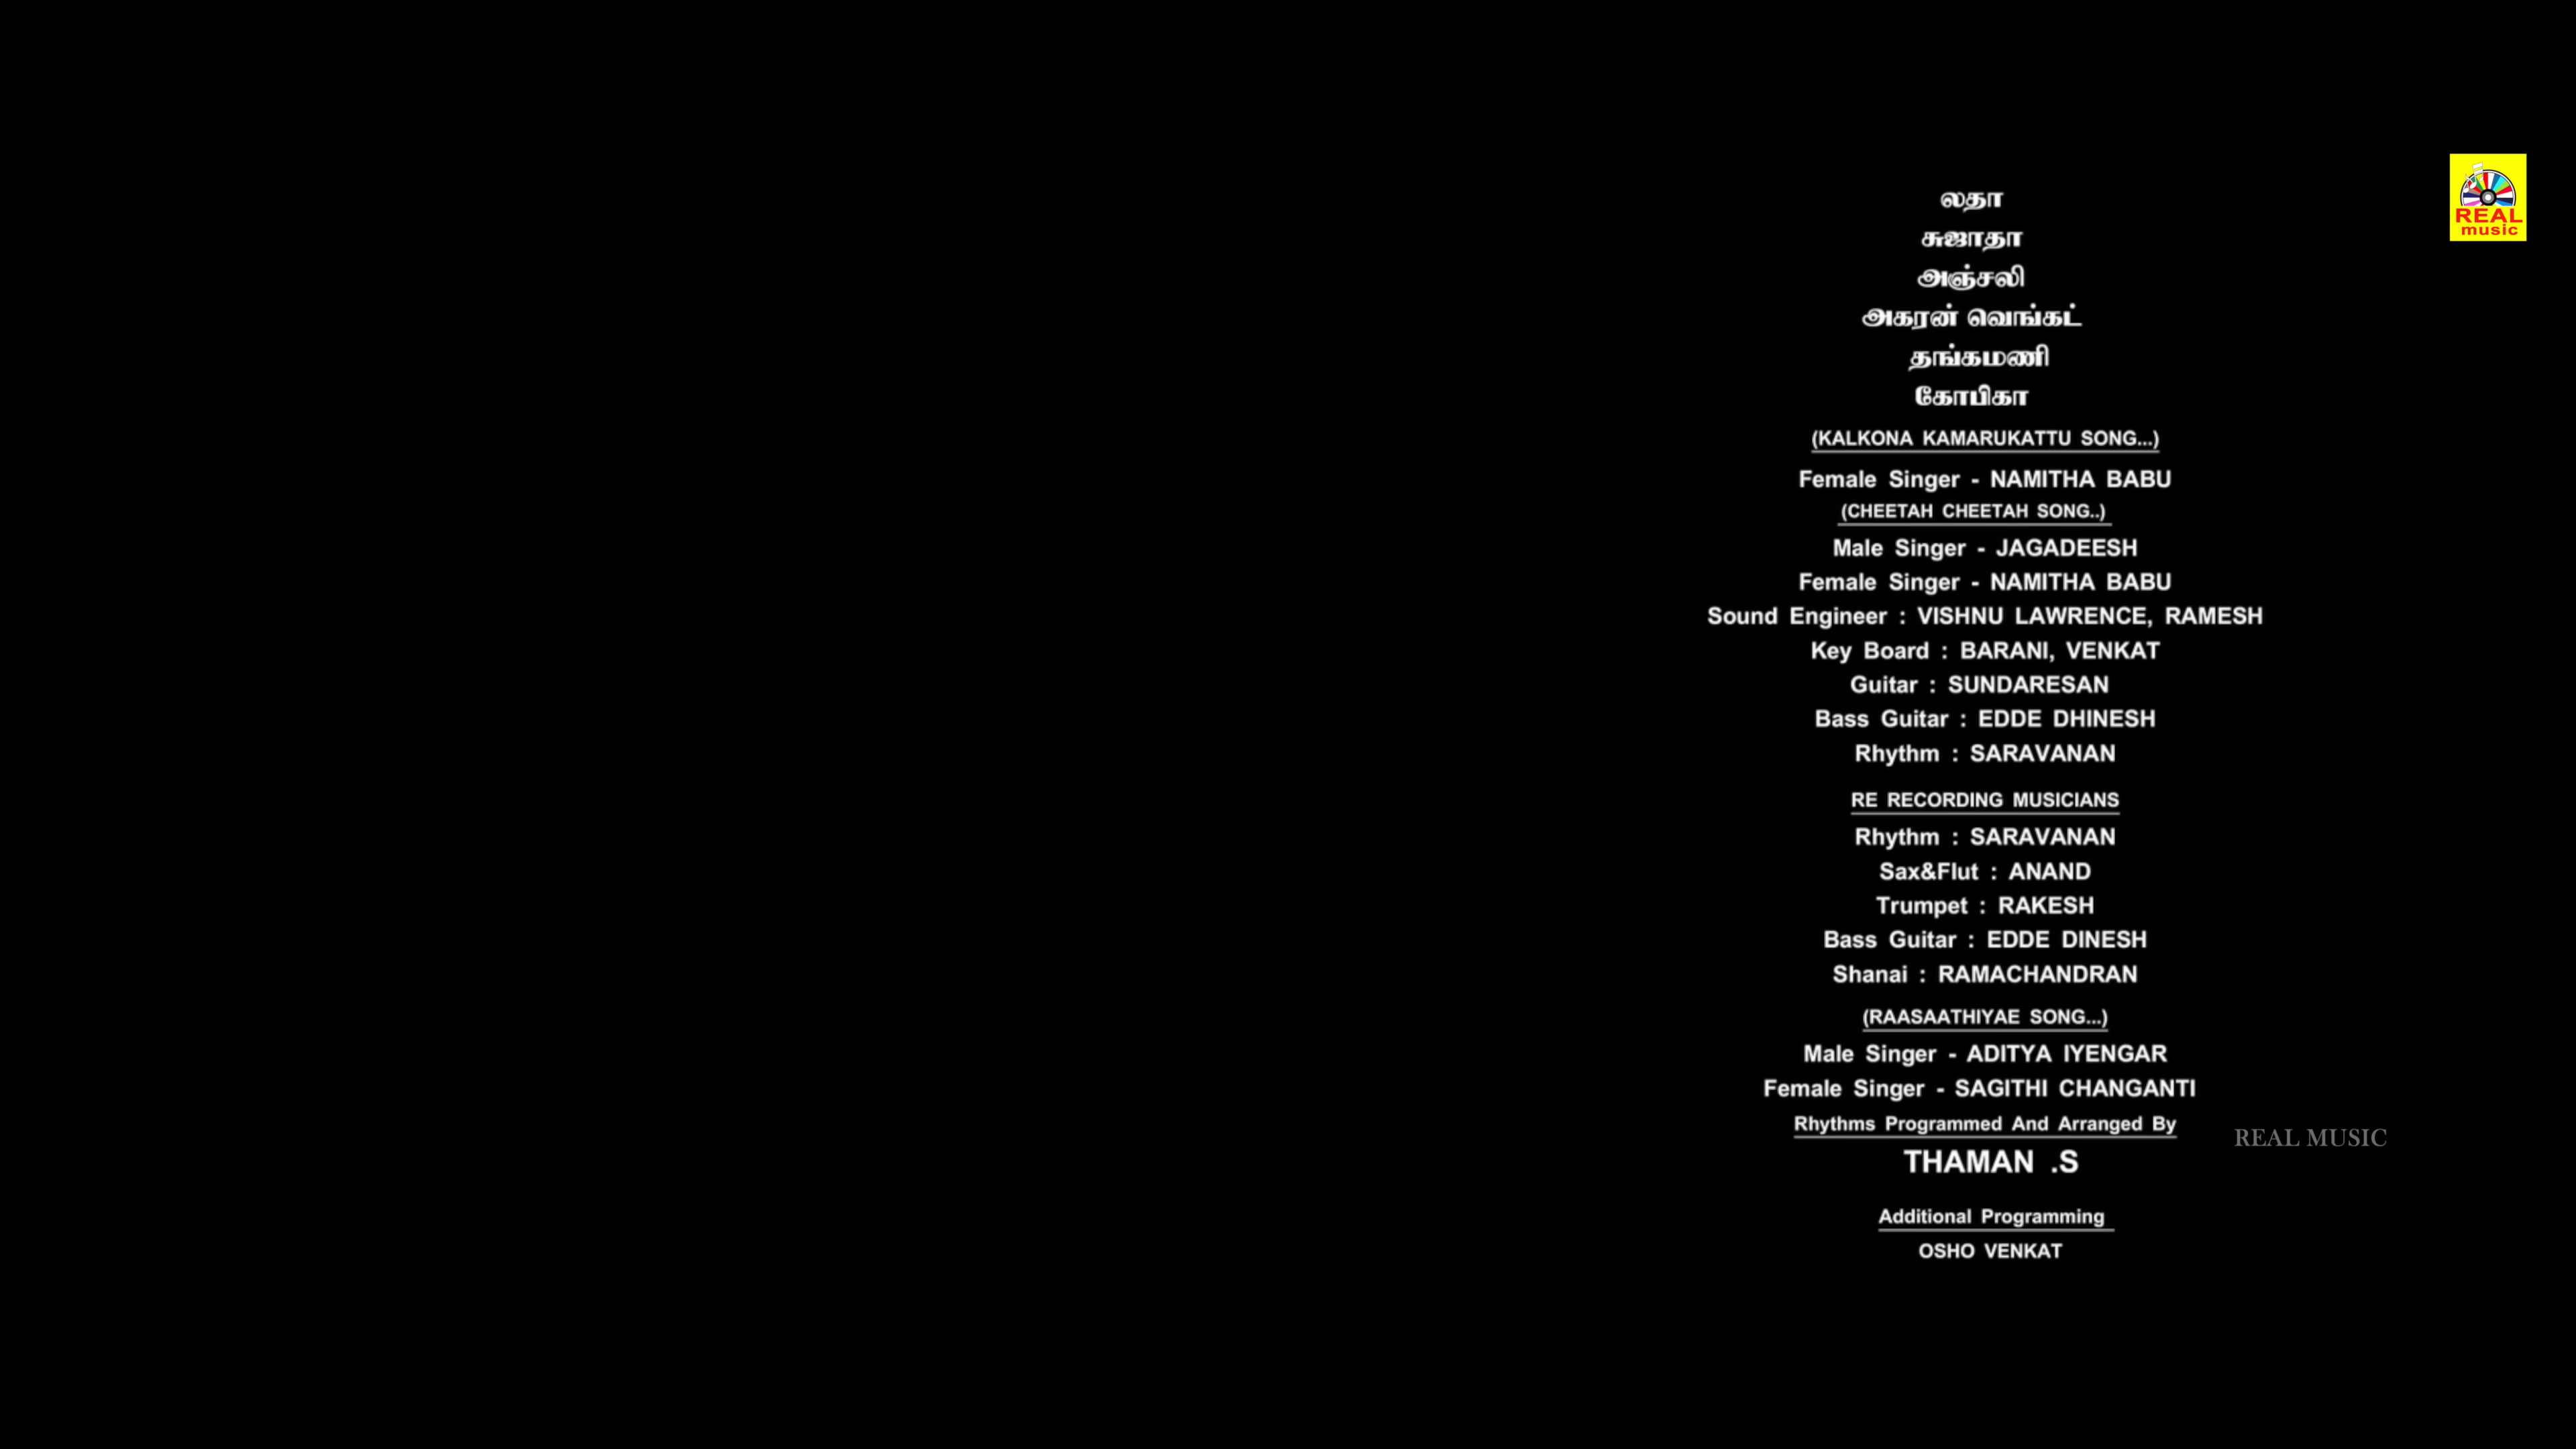 லதா
சுஜாதா
அஞ்சலி
அகரன் வெங்கட்
தங்கமணி
கோபிகா
(KALKONA KAMARUKATTU SONG...)
Female Singer - NAMITHA BABU
(CHEETAH CHEETAH SONG..)
Male Singer - JAGADEESH
Female Singer - NAMITHA BABU
Sound Engineer : VISHNU LAWRENCE, RAMESH
Key Board : BARANI, VENKAT
Guitar : SUNDARESAN
Bass Guitar : EDDE DHINESH
Rhythm : SARAVANAN
RE RECORDING MUSICIANS
Rhythm : SARAVANAN
Sax&Flut : ANAND
Trumpet : RAKESH
Bass Guitar : EDDE DINESH
Shanai : RAMACHANDRAN
(RAASAATHIYAE SONG...)
Male Singer - ADITYA IYENGAR
Female Singer - SAGITHI CHANGANTI
Rhythms Programmed And Arranged By
THAMAN .S
Additional Programming
OSHO VENKAT
REAL
music
REAL MUSIC